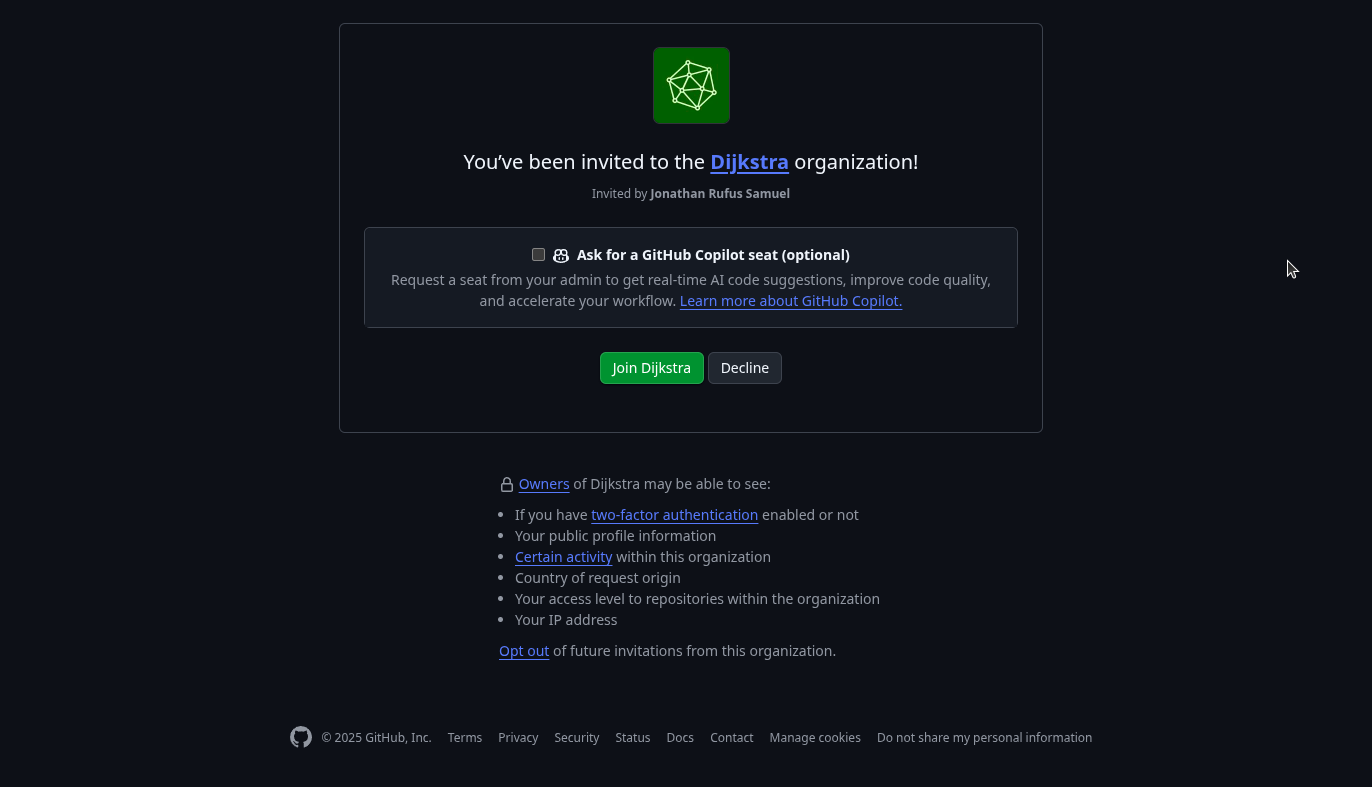 You’ve been invited to the Dijkstra organization!
Invited by Jonathan Rufus Samuel
Ask for a GitHub Copilot seat (optional)
Request a seat from your admin to get real-time AI code suggestions, improve code quality,
and accelerate your workflow. Learn more about GitHub Copilot.
Join Dijkstra Decline
Owners of Dijkstra may be able to see:
If you have two-factor authentication enabled or not
Your public profile information
Certain activity within this organization
Country of request origin
Your access level to repositories within the organization
Your IP address
Opt out of future invitations from this organization.
© 2025 GitHub, Inc. Terms Privacy Security Status Docs Contact Manage cookies Do not share my personal information